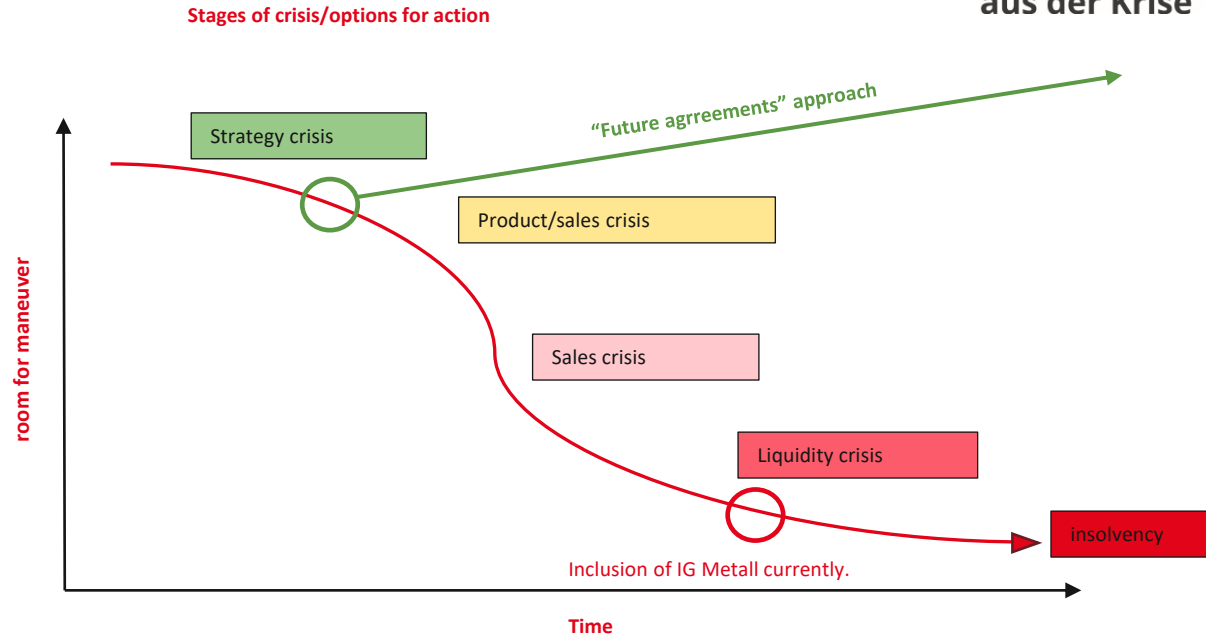 aus der Krise
Stages of crisis/options for action
"Future agrreements" approach
Strategy crisis
Product/sales crisis
room for maneuver
Sales crisis
Liquidity crisis
insolvency
Inclusion of IG Metall currently.
Time